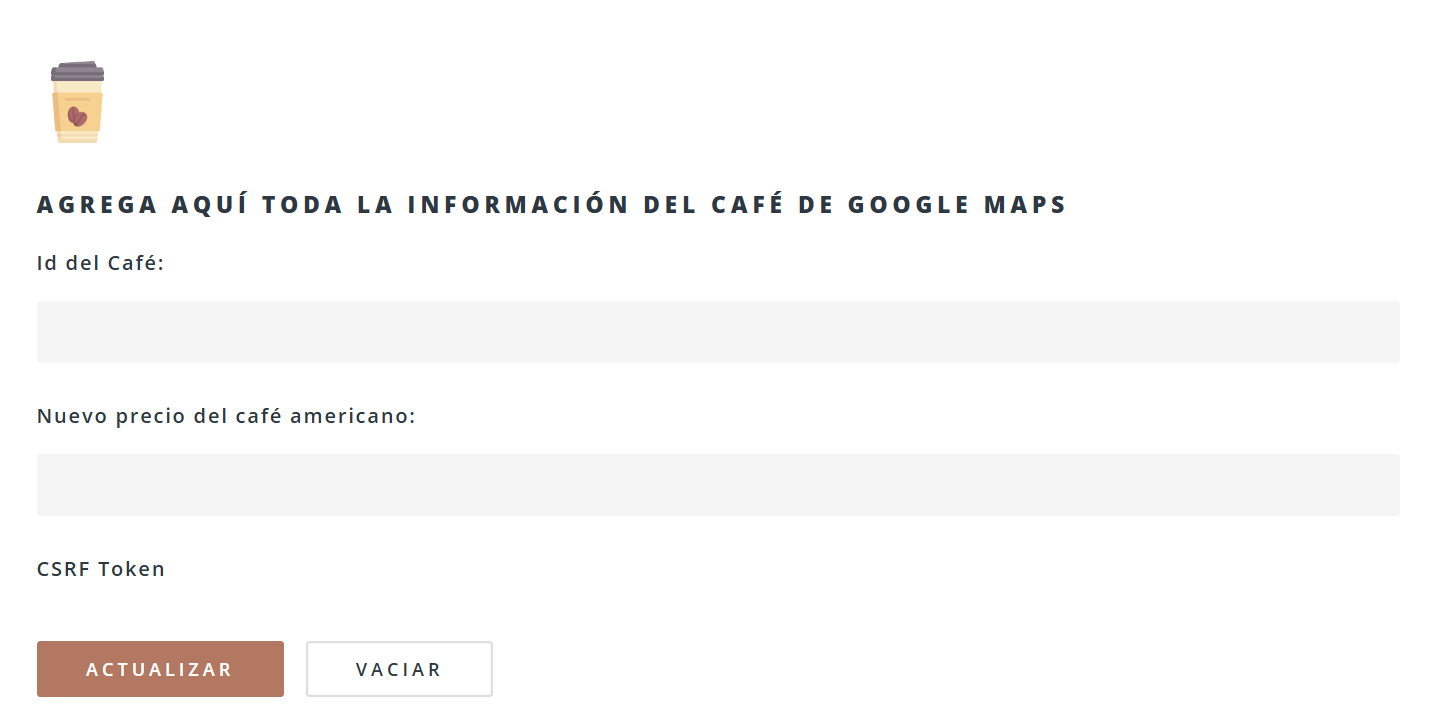 AGREGA AQUÍ TODA LA INFORMACIÓN DEL CAFÉ DE GOOGLE MAPS
Id del Café:
Nuevo precio del café americano:
CSRF Token
ACTUALIZAR VACIAR